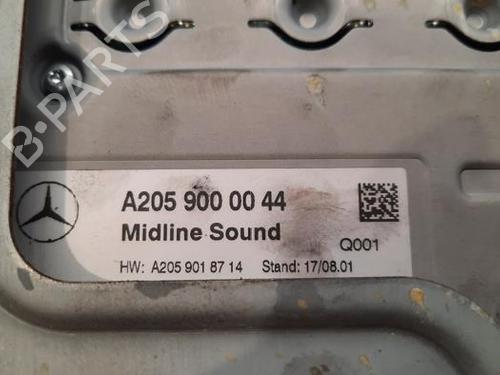 B·PARTS
A205 900 00 44
Midline Sound
Q001
HW: A205 901 87 14 Stand: 17/08.01